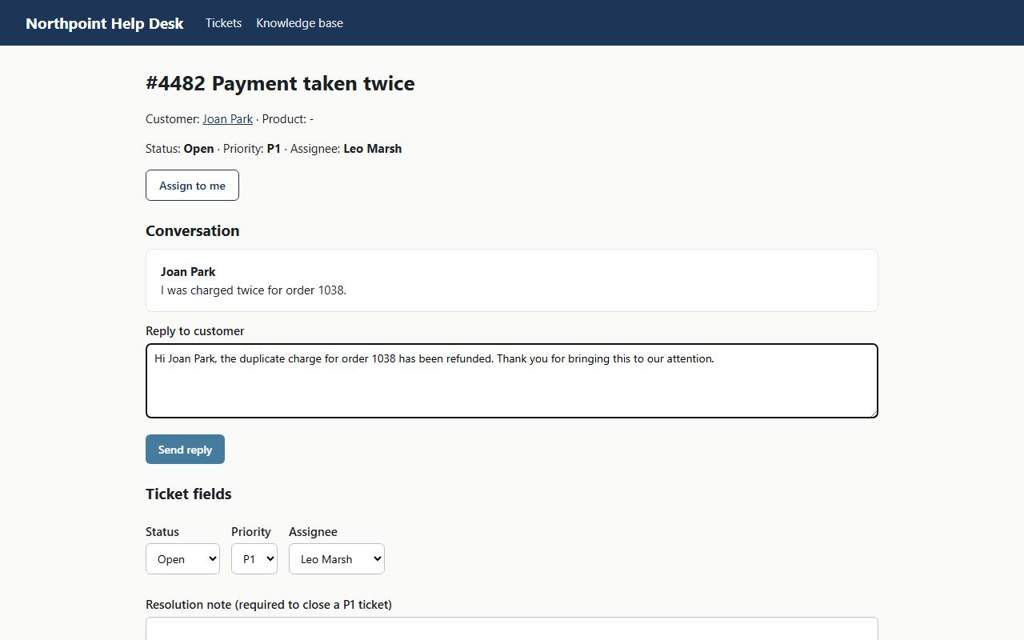 Northpoint Help Desk Tickets Knowledge base
#4482 Payment taken twice
Customer: Joan Park · Product: -
Status: Open · Priority: P1 · Assignee: Leo Marsh
Assign to me
Conversation
Joan Park
I was charged twice for order 1038.
Reply to customer
Hi Joan Park, the duplicate charge for order 1038 has been refunded. Thank you for bringing this to our attention.
Send reply
Ticket fields
Status Priority Assignee
Open P1 Leo Marsh
Resolution note (required to close a P1 ticket)